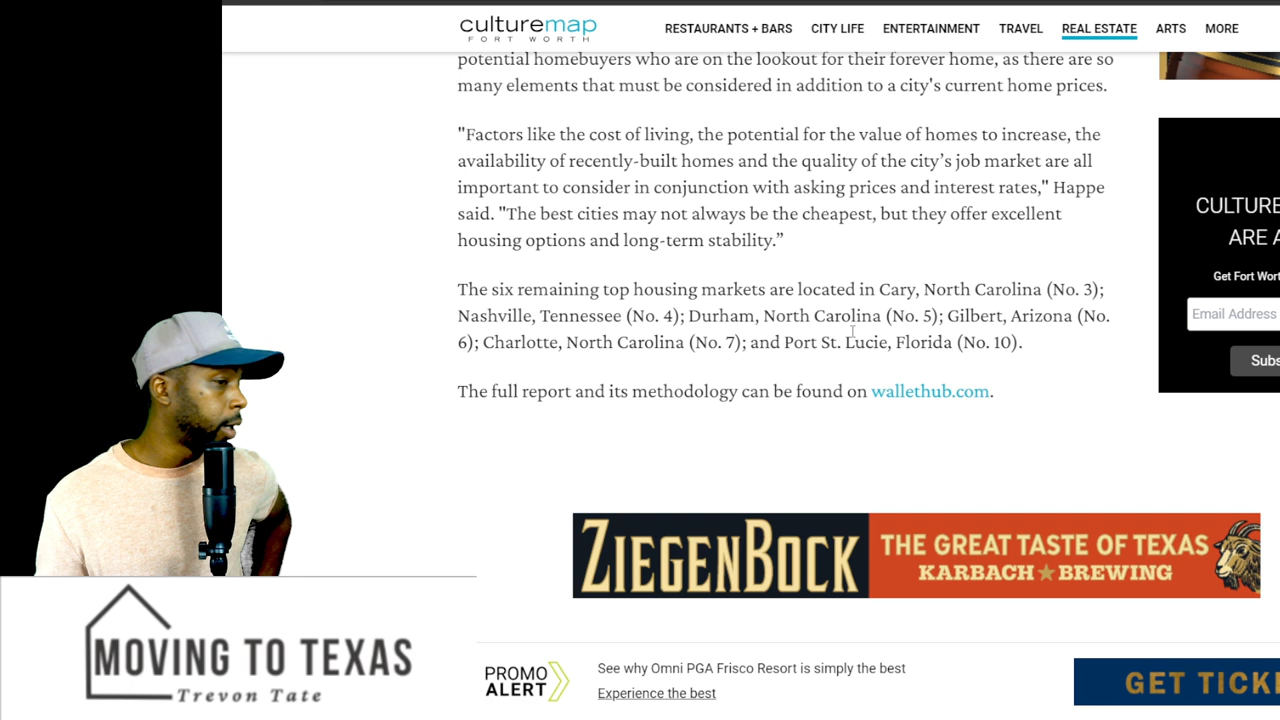 culturemap
FORT WORTH
RESTAURANTS + BARS CITY LIFE ENTERTAINMENT TRAVEL REAL ESTATE ARTS MORE
potential homebuyers who are on the lookout for their forever home, as there are so
many elements that must be considered in addition to a city's current home prices.
"Factors like the cost of living, the potential for the value of homes to increase, the
availability of recently-built homes and the quality of the city’s job market are all
important to consider in conjunction with asking prices and interest rates," Happe
said. "The best cities may not always be the cheapest, but they offer excellent
housing options and long-term stability.”
The six remaining top housing markets are located in Cary, North Carolina (No. 3);
Nashville, Tennessee (No. 4); Durham, North Carolina (No. 5); Gilbert, Arizona (No.
6); Charlotte, North Carolina (No. 7); and Port St. Lucie, Florida (No. 10).
The full report and its methodology can be found on wallethub.com.
CULTURE
ARE A
Get Fort Wort
Email Address
Subs
ZIEGENBOCK
THE GREAT TASTE OF TEXAS
KARBACH BREWING
MOVING TO TEXAS
Trevon Tate
PROMO
ALERT
See why Omni PGA Frisco Resort is simply the best
Experience the best
GET TICK